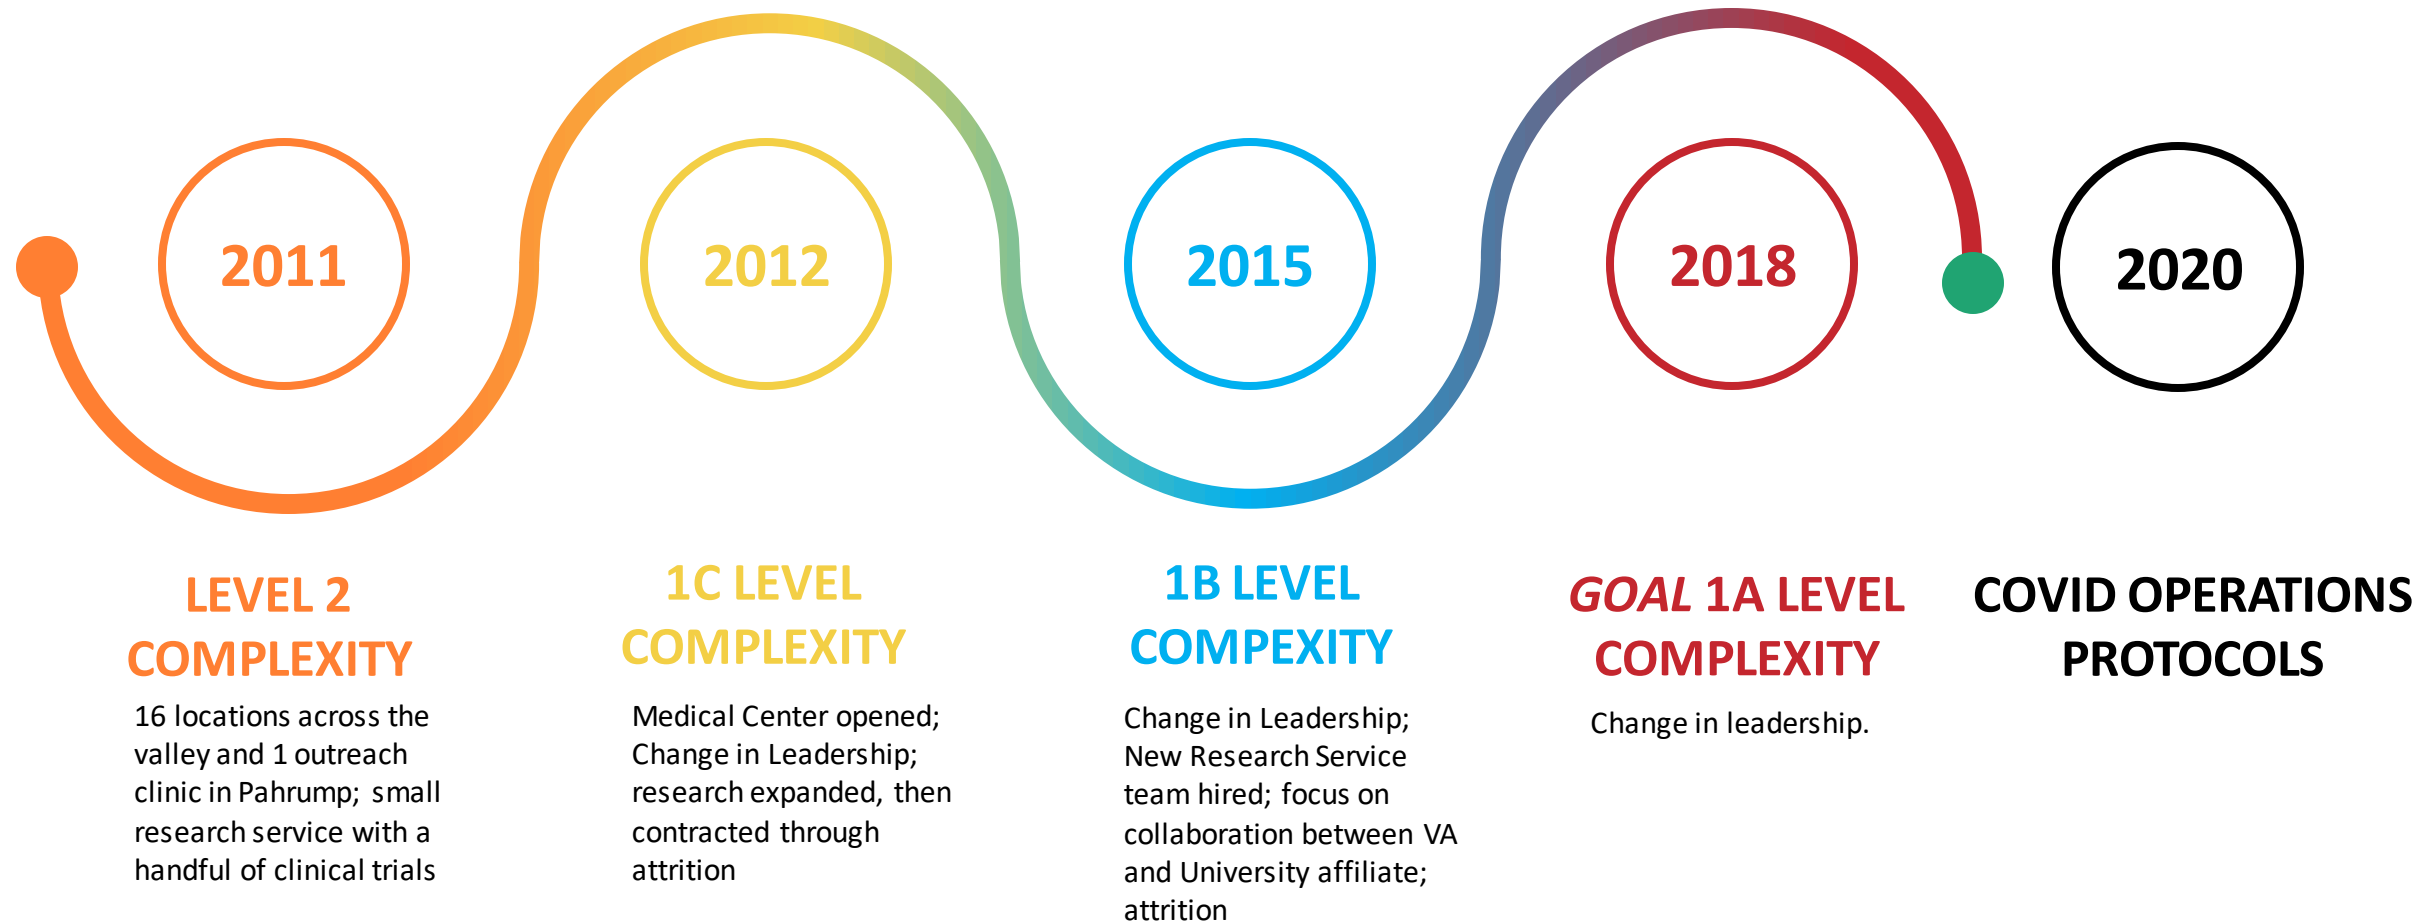 2011
2012
2015
2018
2020
LEVEL 2
COMPLEXITY
16 locations across the
valley and 1 outreach
clinic in Pahrump; small
research service with a
handful of clinical trials
1C LEVEL
COMPLEXITY
Medical Center opened;
Change in Leadership;
research expanded, then
contracted through
attrition
1B LEVEL
COMPEXITY
Change in Leadership;
New Research Service
team hired; focus on
collaboration between VA
and University affiliate;
attrition
GOAL 1A LEVEL
COMPLEXITY
Change in leadership.
COVID OPERATIONS
PROTOCOLS